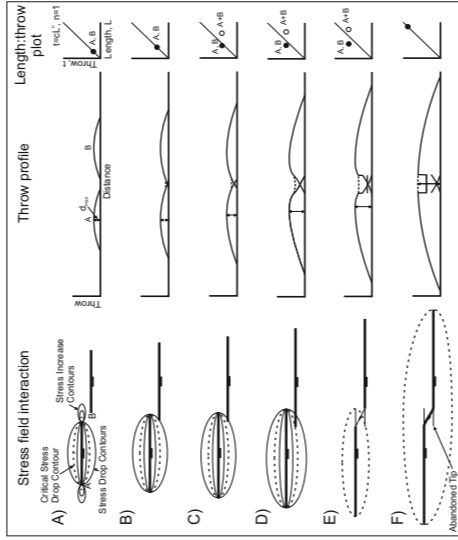 Stress field interaction
Throw profile
Length:throw
plot
A)
Critical Stress
Drop Contour
Stress Increase
Contours
A
B
Stress Drop Contours
Throw
A
dmax
B
Distance
t=cLⁿ, n=1
Throw, t
A, B
Length, L
B)
A, B
C)
A, B
A+B
D)
A, B
A+B
E)
A, B
A+B
F)
Abandoned Tip